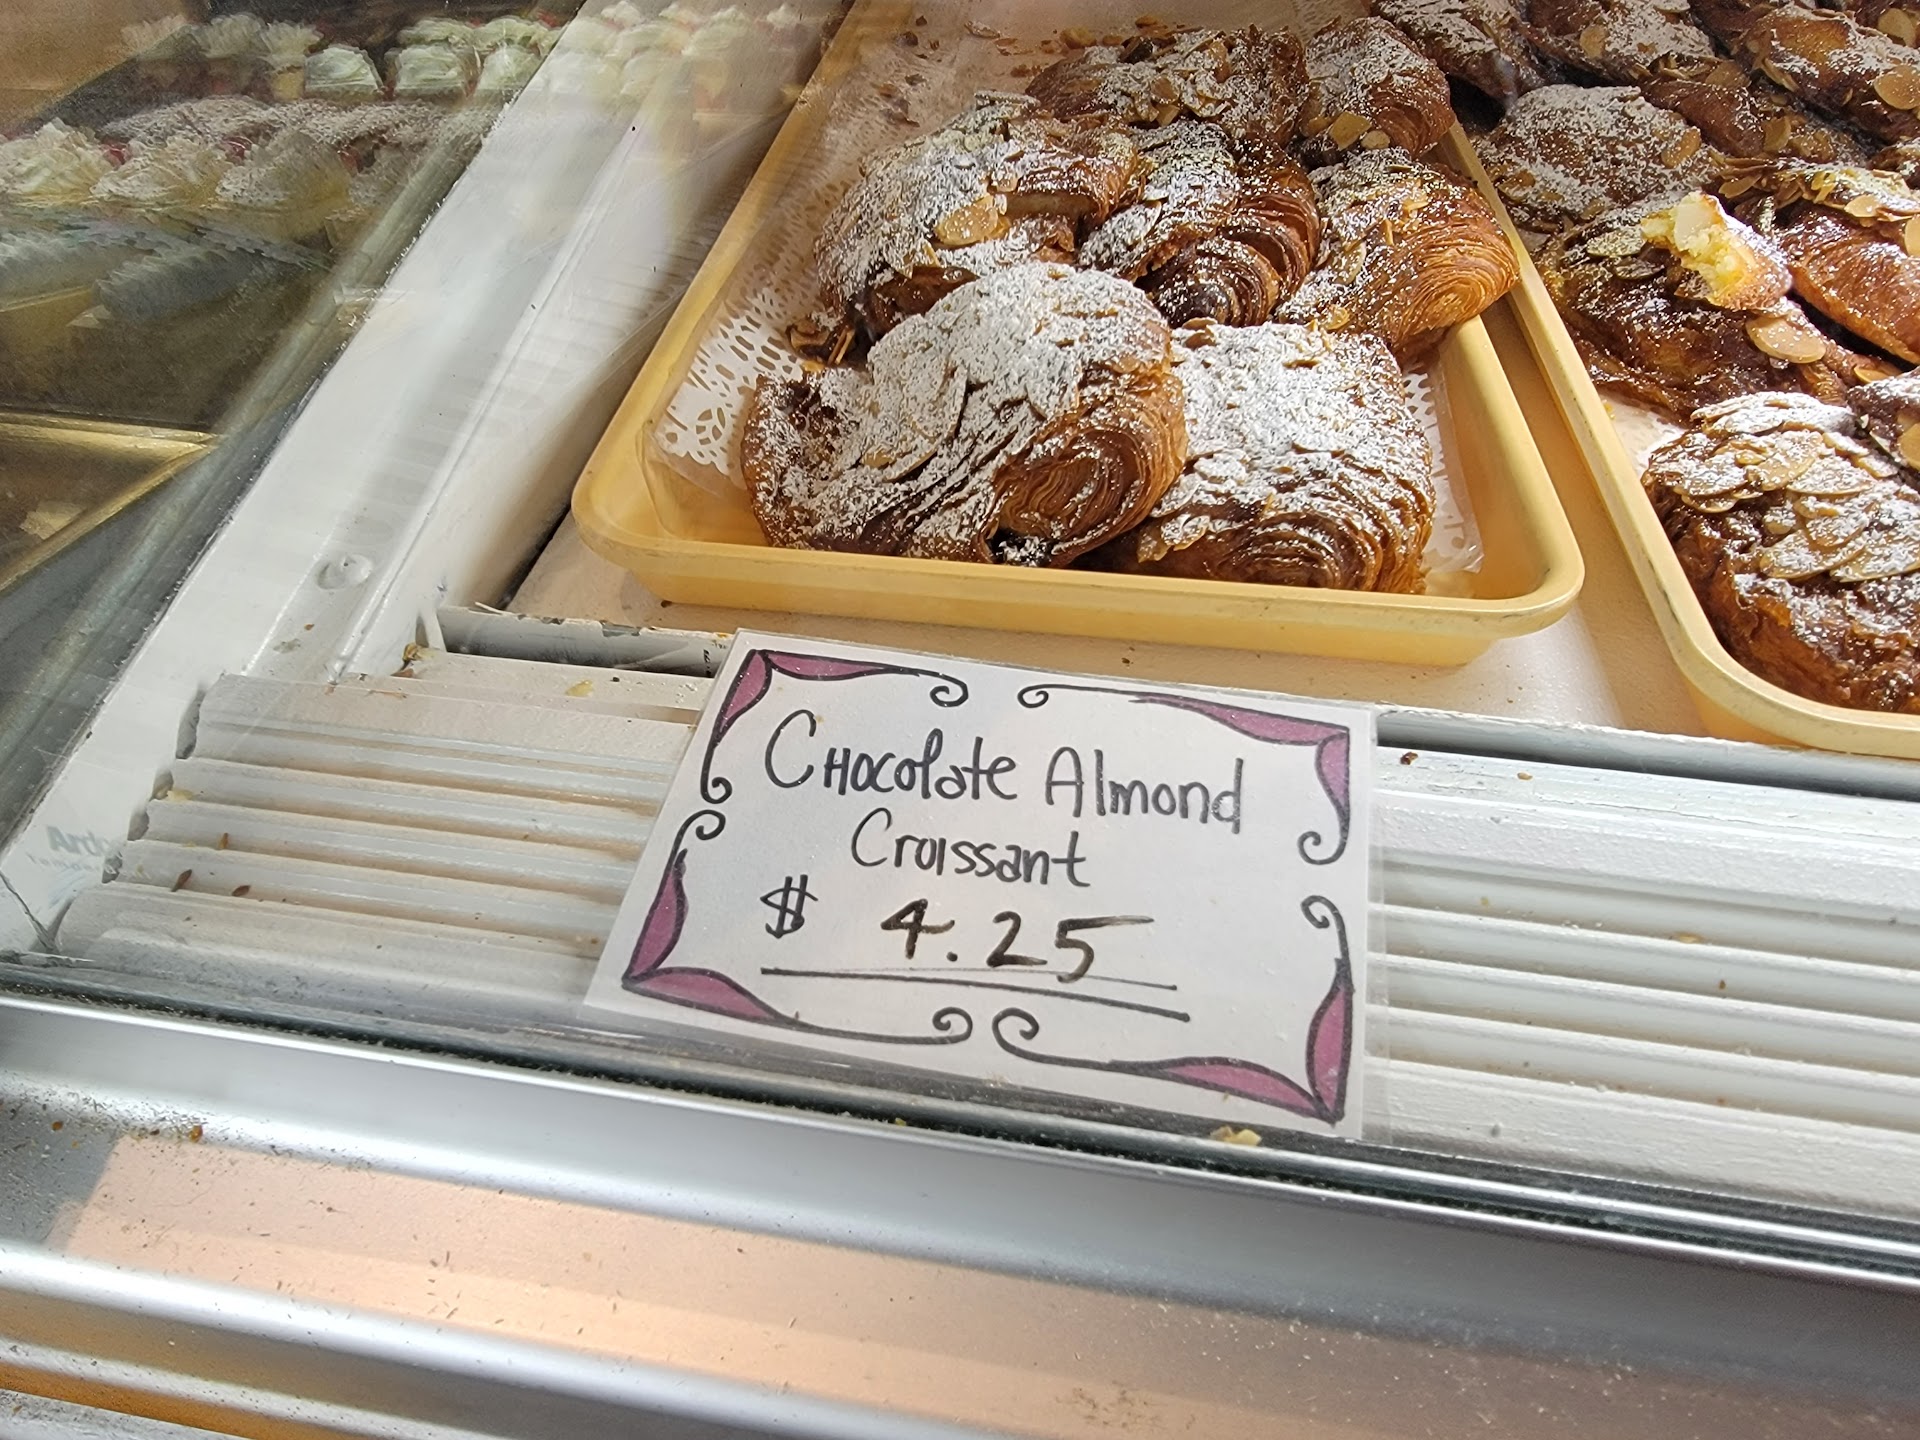 Chocolate Almond
Croissant
$ 4.25